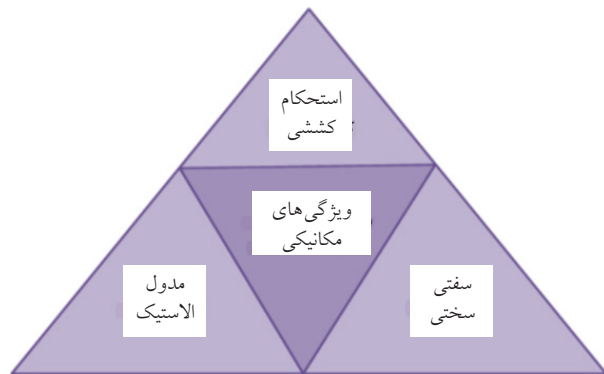 استحکام
کششی
ویژگی‌های
مکانیکی
سفتی
سختی
مدول
الاستیک